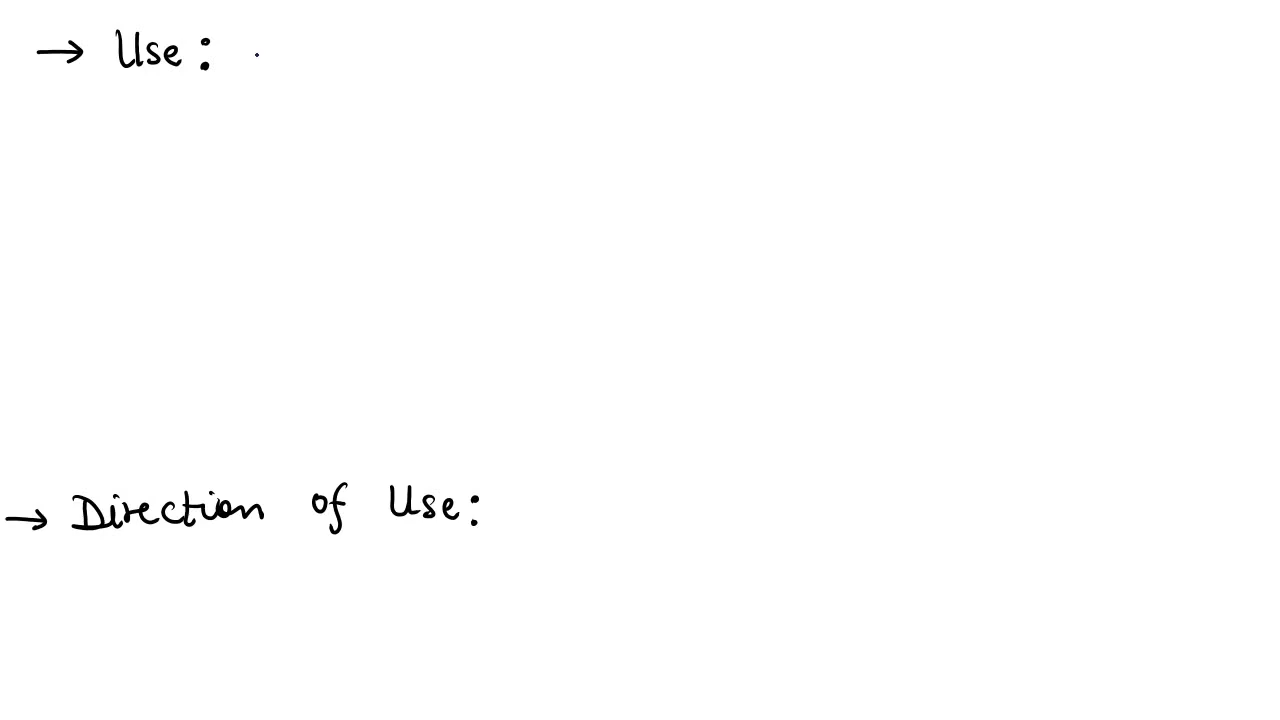 → Use:
→ Direction of Use: